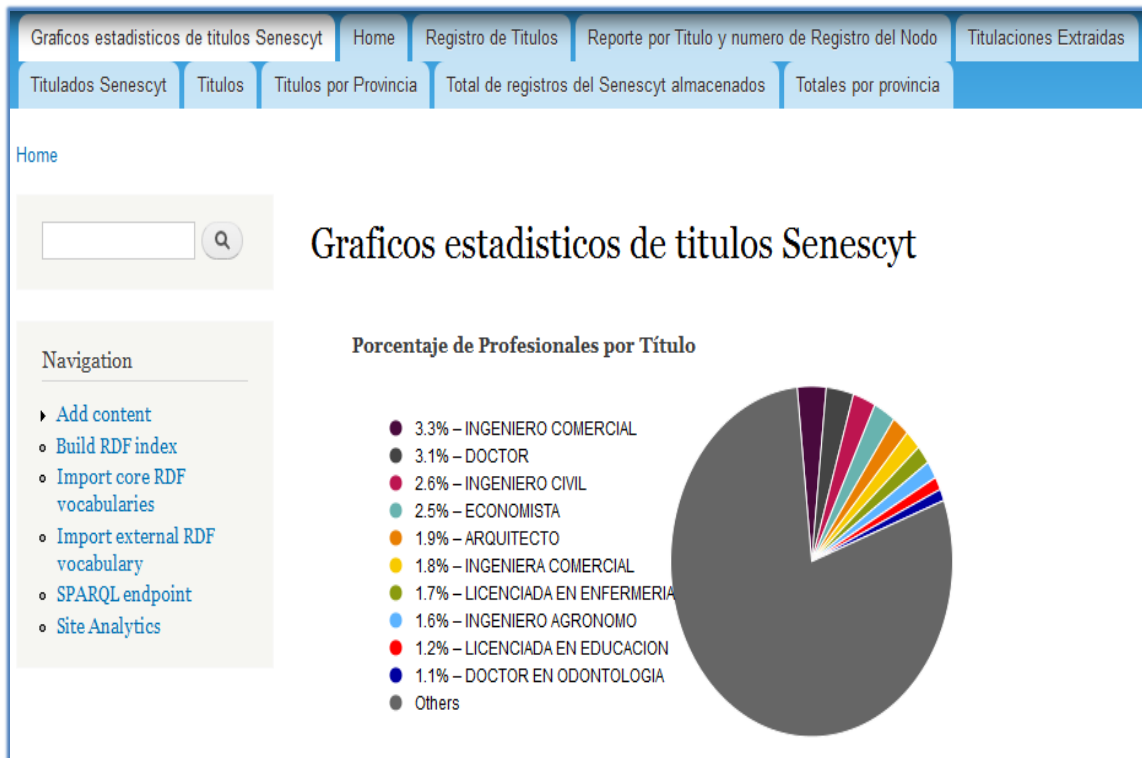 Graficos estadisticos de titulos Senescyt Home Registro de Titulos Reporte por Titulo y numero de Registro del Nodo Titulaciones Extraidas
Titulados Senescyt Titulos Titulos por Provincia Total de registros del Senescyt almacenados Totales por provincia
Home
Graficos estadisticos de titulos Senescyt
Navigation
Add content
Build RDF index
Import core RDF
vocabularies
Import external RDF
vocabulary
SPARQL endpoint
Site Analytics
Porcentaje de Profesionales por Título
3.3% – INGENIERO COMERCIAL
3.1% – DOCTOR
2.6% – INGENIERO CIVIL
2.5% – ECONOMISTA
1.9% – ARQUITECTO
1.8% – INGENIERA COMERCIAL
1.7% – LICENCIADA EN ENFERMERIA
1.6% – INGENIERO AGRONOMO
1.2% – LICENCIADA EN EDUCACION
1.1% – DOCTOR EN ODONTOLOGIA
Others